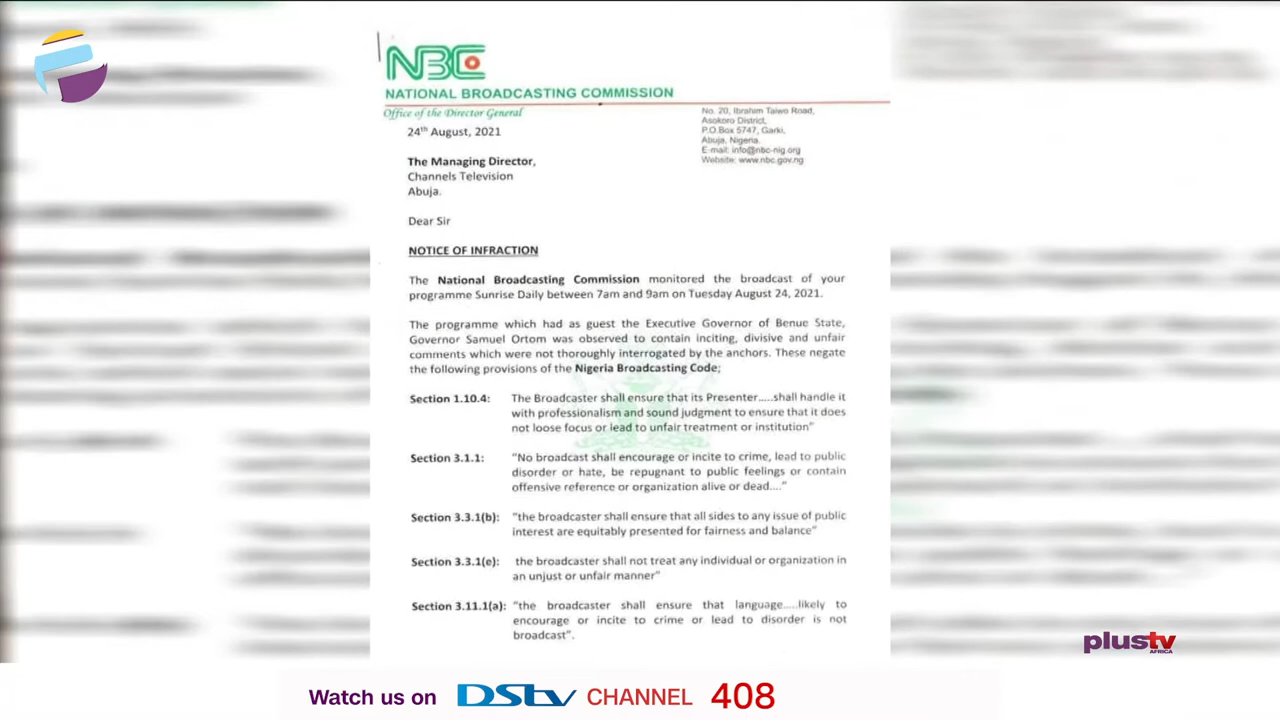 NBC
NATIONAL BROADCASTING COMMISSION
Office of the Director General
No. 20, Ibrahim Taiwo Road,
Asokoro District,
P.O.Box 5747, Garki,
Abuja, Nigeria.
E-mail: info@nbc-nig.org
Website: www.nbc.gov.ng
24th August, 2021
The Managing Director,
Channels Television
Abuja.
Dear Sir
NOTICE OF INFRACTION
The National Broadcasting Commission monitored the broadcast of your
programme Sunrise Daily between 7am and 9am on Tuesday August 24, 2021.
The programme which had as guest the Executive Governor of Benue State,
Governor Samuel Ortom was observed to contain inciting, divisive and unfair
comments which were not thoroughly interrogated by the anchors. These negate
the following provisions of the Nigeria Broadcasting Code;
Section 1.10.4: The Broadcaster shall ensure that its Presenter.....shall handle it
with professionalism and sound judgment to ensure that it does
not loose focus or lead to unfair treatment or institution"
Section 3.1.1: "No broadcast shall encourage or incite to crime, lead to public
disorder or hate, be repugnant to public feelings or contain
offensive reference or organization alive or dead...."
Section 3.3.1(b): "the broadcaster shall ensure that all sides to any issue of public
interest are equitably presented for fairness and balance"
Section 3.3.1(e): the broadcaster shall not treat any individual or organization in
an unjust or unfair manner"
Section 3.11.1(a): "the broadcaster shall ensure that language.....likely to
encourage or incite to crime or lead to disorder is not
broadcast".
plustv
AFRICA
Watch us on DStv CHANNEL 408